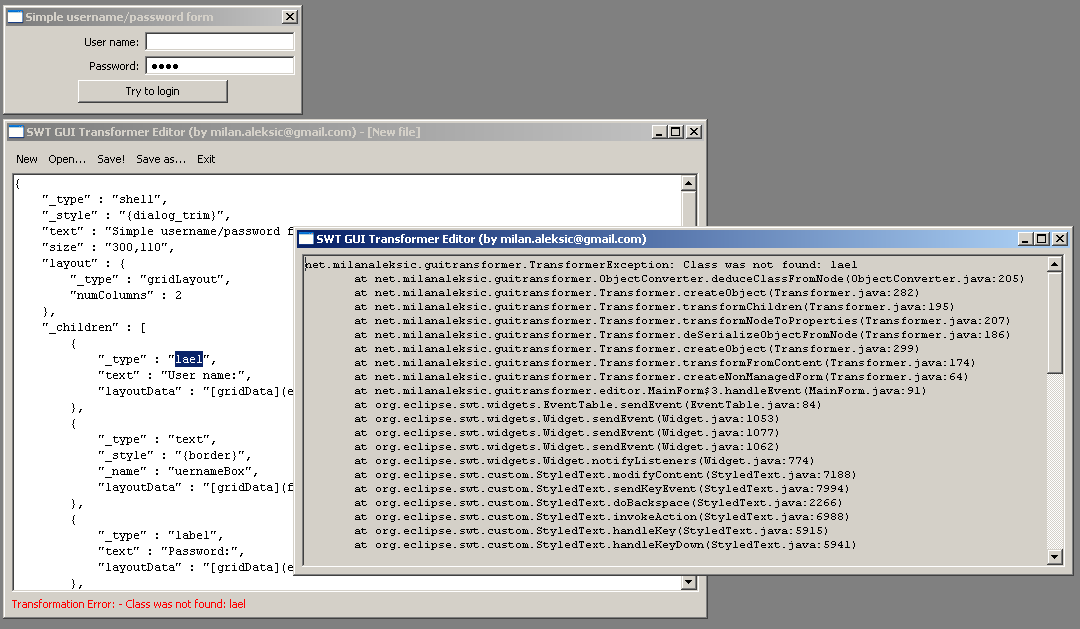 Simple username/password form
User name:
Password:
Try to login
SWT GUI Transformer Editor (by milan.aleksic@gmail.com) - [New file]
New Open... Save! Save as... Exit
{
"_type" : "shell",
"_style" : "{dialog_trim}",
"text" : "Simple username/password f
"size" : "300,110",
"layout" : {
"_type" : "gridLayout",
"numColumns" : 2
},
"_children" : [
{
"_type" : "lael",
"text" : "User name:",
"layoutData" : "[gridData](e
},
{
"_type" : "text",
"_style" : "{border}",
"_name" : "uernameBox",
"layoutData" : "[gridData](f
},
{
"_type" : "label",
"text" : "Password:",
"layoutData" : "[gridData](e
},
Transformation Error: - Class was not found: lael
SWT GUI Transformer Editor (by milan.aleksic@gmail.com)
net.milanaleksic.guitransformer.TransformerException: Class was not found: lael
at net.milanaleksic.guitransformer.ObjectConverter.deduceClassFromNode(ObjectConverter.java:205)
at net.milanaleksic.guitransformer.Transformer.createObject(Transformer.java:282)
at net.milanaleksic.guitransformer.Transformer.transformChildren(Transformer.java:195)
at net.milanaleksic.guitransformer.Transformer.transformNodeToProperties(Transformer.java:207)
at net.milanaleksic.guitransformer.Transformer.deSerializeObjectFromNode(Transformer.java:186)
at net.milanaleksic.guitransformer.Transformer.createObject(Transformer.java:299)
at net.milanaleksic.guitransformer.Transformer.transformFromContent(Transformer.java:174)
at net.milanaleksic.guitransformer.Transformer.createNonManagedForm(Transformer.java:64)
at net.milanaleksic.guitransformer.editor.MainForm$3.handleEvent(MainForm.java:91)
at org.eclipse.swt.widgets.EventTable.sendEvent(EventTable.java:84)
at org.eclipse.swt.widgets.Widget.sendEvent(Widget.java:1053)
at org.eclipse.swt.widgets.Widget.sendEvent(Widget.java:1077)
at org.eclipse.swt.widgets.Widget.sendEvent(Widget.java:1062)
at org.eclipse.swt.widgets.Widget.notifyListeners(Widget.java:774)
at org.eclipse.swt.custom.StyledText.modifyContent(StyledText.java:7188)
at org.eclipse.swt.custom.StyledText.sendKeyEvent(StyledText.java:7994)
at org.eclipse.swt.custom.StyledText.doBackspace(StyledText.java:2266)
at org.eclipse.swt.custom.StyledText.invokeAction(StyledText.java:6988)
at org.eclipse.swt.custom.StyledText.handleKey(StyledText.java:5915)
at org.eclipse.swt.custom.StyledText.handleKeyDown(StyledText.java:5941)